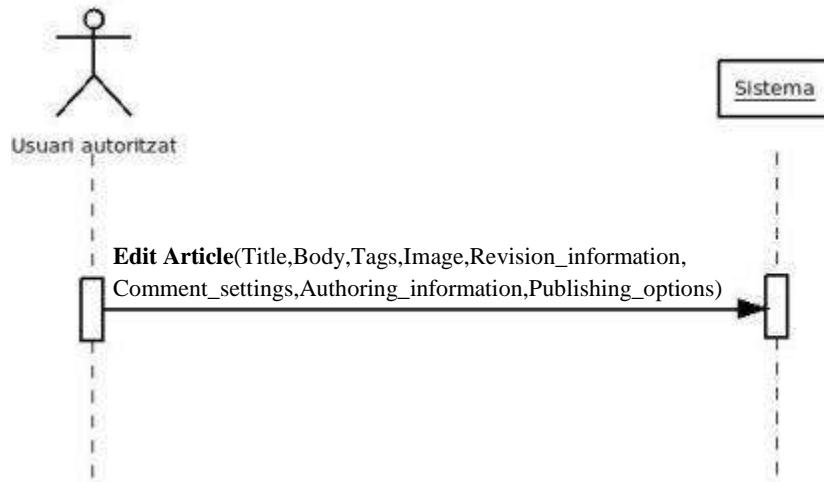 Sistema
Usuari autoritzat
Edit Article(Title,Body,Tags,Image,Revision_information,
Comment_settings,Authoring_information,Publishing_options)